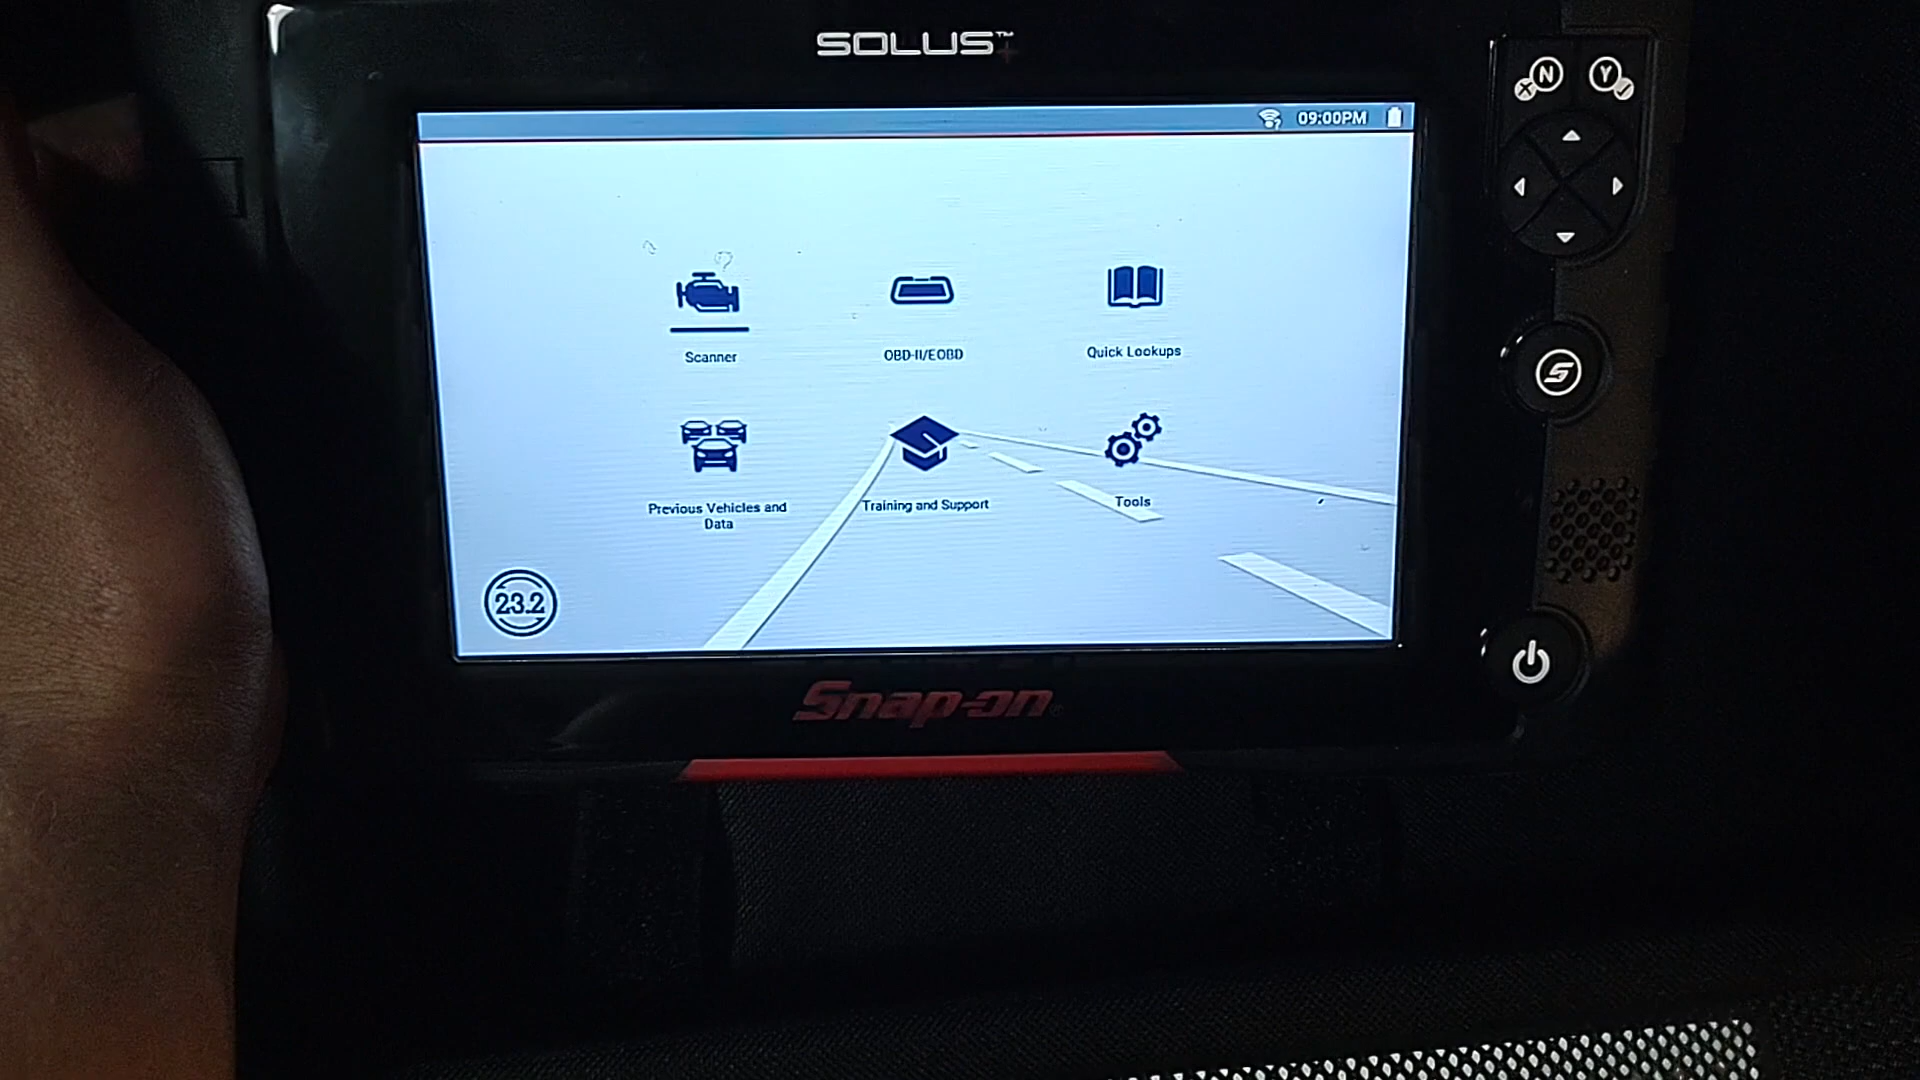 SOLUS™+
09:00PM
N Y
Scanner
OBD-II/EOBD
Quick Lookups
Previous Vehicles and
Data
Training and Support
Tools
23.2
S
Snap-on®